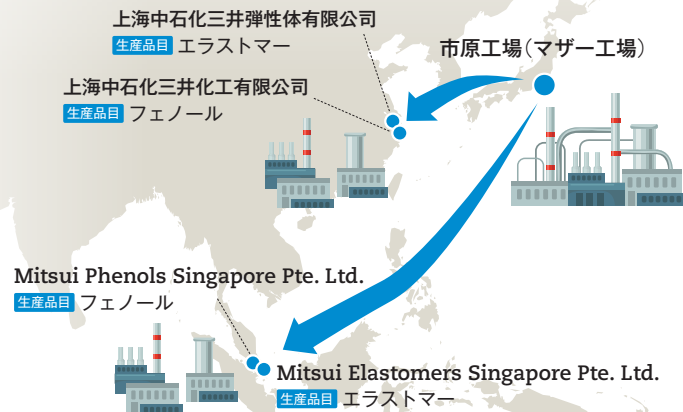 上海中石化三井弾性体有限公司
生産品目 エラストマー
市原工場（マザー工場）
上海中石化三井化工有限公司
生産品目 フェノール
Mitsui Phenols Singapore Pte. Ltd.
生産品目 フェノール
Mitsui Elastomers Singapore Pte. Ltd.
生産品目 エラストマー